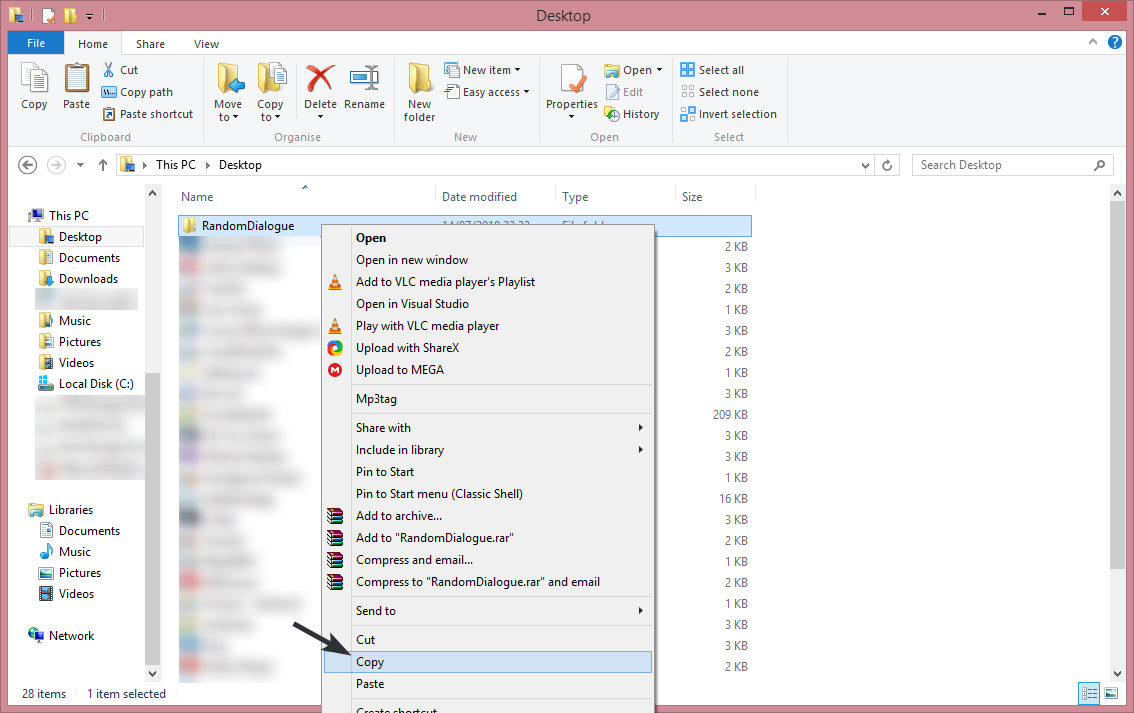 Desktop
File Home Share View
Copy
Paste
Cut
Copy path
Paste shortcut
Clipboard
Move to
Copy to
Delete
Rename
Organise
New folder
New item
Easy access
New
Properties
Open
Edit
History
Open
Select all
Select none
Invert selection
Select
This PC Desktop
Search Desktop
Name Date modified Type Size
This PC
Desktop
Documents
Downloads
Music
Pictures
Videos
Local Disk (C:)
Libraries
Documents
Music
Pictures
Videos
Network
RandomDialogue
Open
Open in new window
Add to VLC media player's Playlist
Open in Visual Studio
Play with VLC media player
Upload with ShareX
Upload to MEGA
Mp3tag
Share with
Include in library
Pin to Start
Pin to Start menu (Classic Shell)
Add to archive...
Add to "RandomDialogue.rar"
Compress and email...
Compress to "RandomDialogue.rar" and email
Send to
Cut
Copy
Paste
Create shortcut
2 KB
3 KB
2 KB
1 KB
3 KB
2 KB
1 KB
3 KB
209 KB
3 KB
3 KB
1 KB
16 KB
3 KB
2 KB
1 KB
2 KB
1 KB
3 KB
3 KB
2 KB
28 items 1 item selected